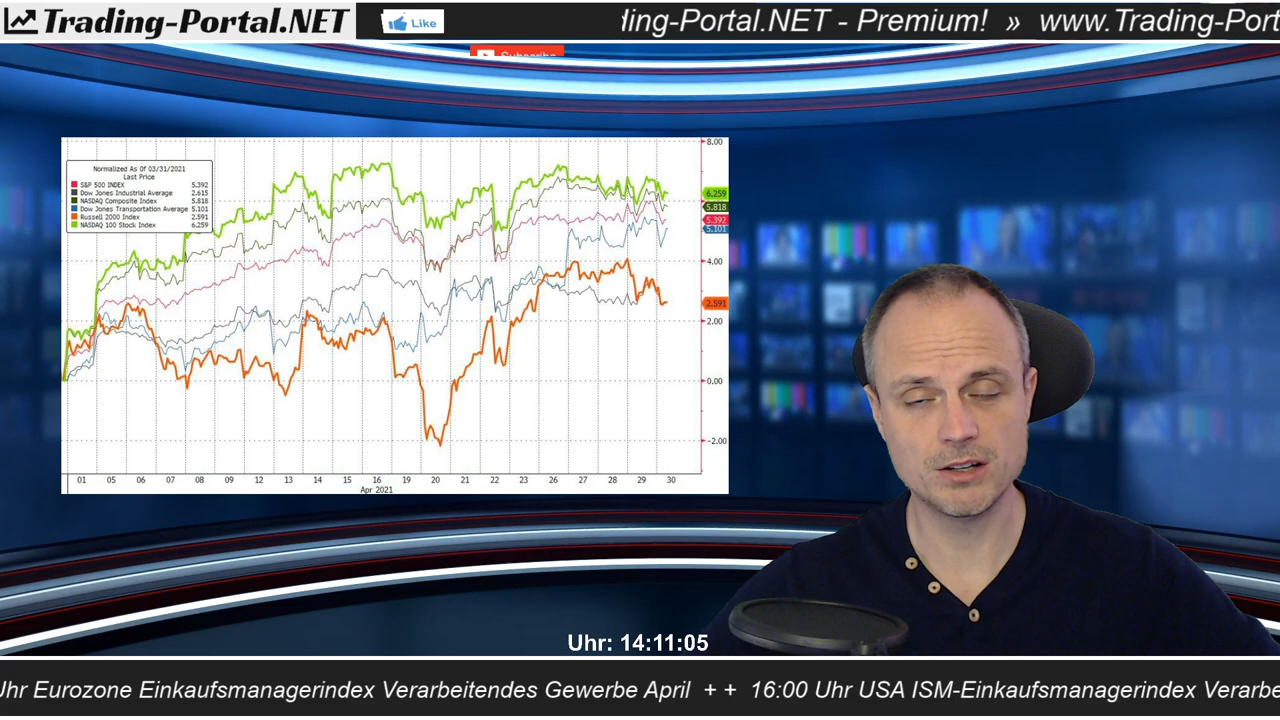 Trading-Portal.NET
Like
ding-Portal.NET - Premium! » www.Trading-Port
Subscribe
Normalized As Of 03/31/2021
Last Price
S&P 500 INDEX 5.392
Dow Jones Industrial Average 2.615
NASDAQ Composite Index 5.818
Dow Jones Transportation Average 5.101
Russell 2000 Index 2.591
NASDAQ 100 Stock Index 6.259
8.00
6.259
5.818
5.392
5.101
4.00
2.591
2.00
0.00
-2.00
01 05 06 07 08 09 12 13 14 15 16 19 20 21 22 23 26 27 28 29 30
Apr 2021
Uhr: 14:11:05
Uhr Eurozone Einkaufsmanagerindex Verarbeitendes Gewerbe April ++ 16:00 Uhr USA ISM-Einkaufsmanagerindex Verarbe